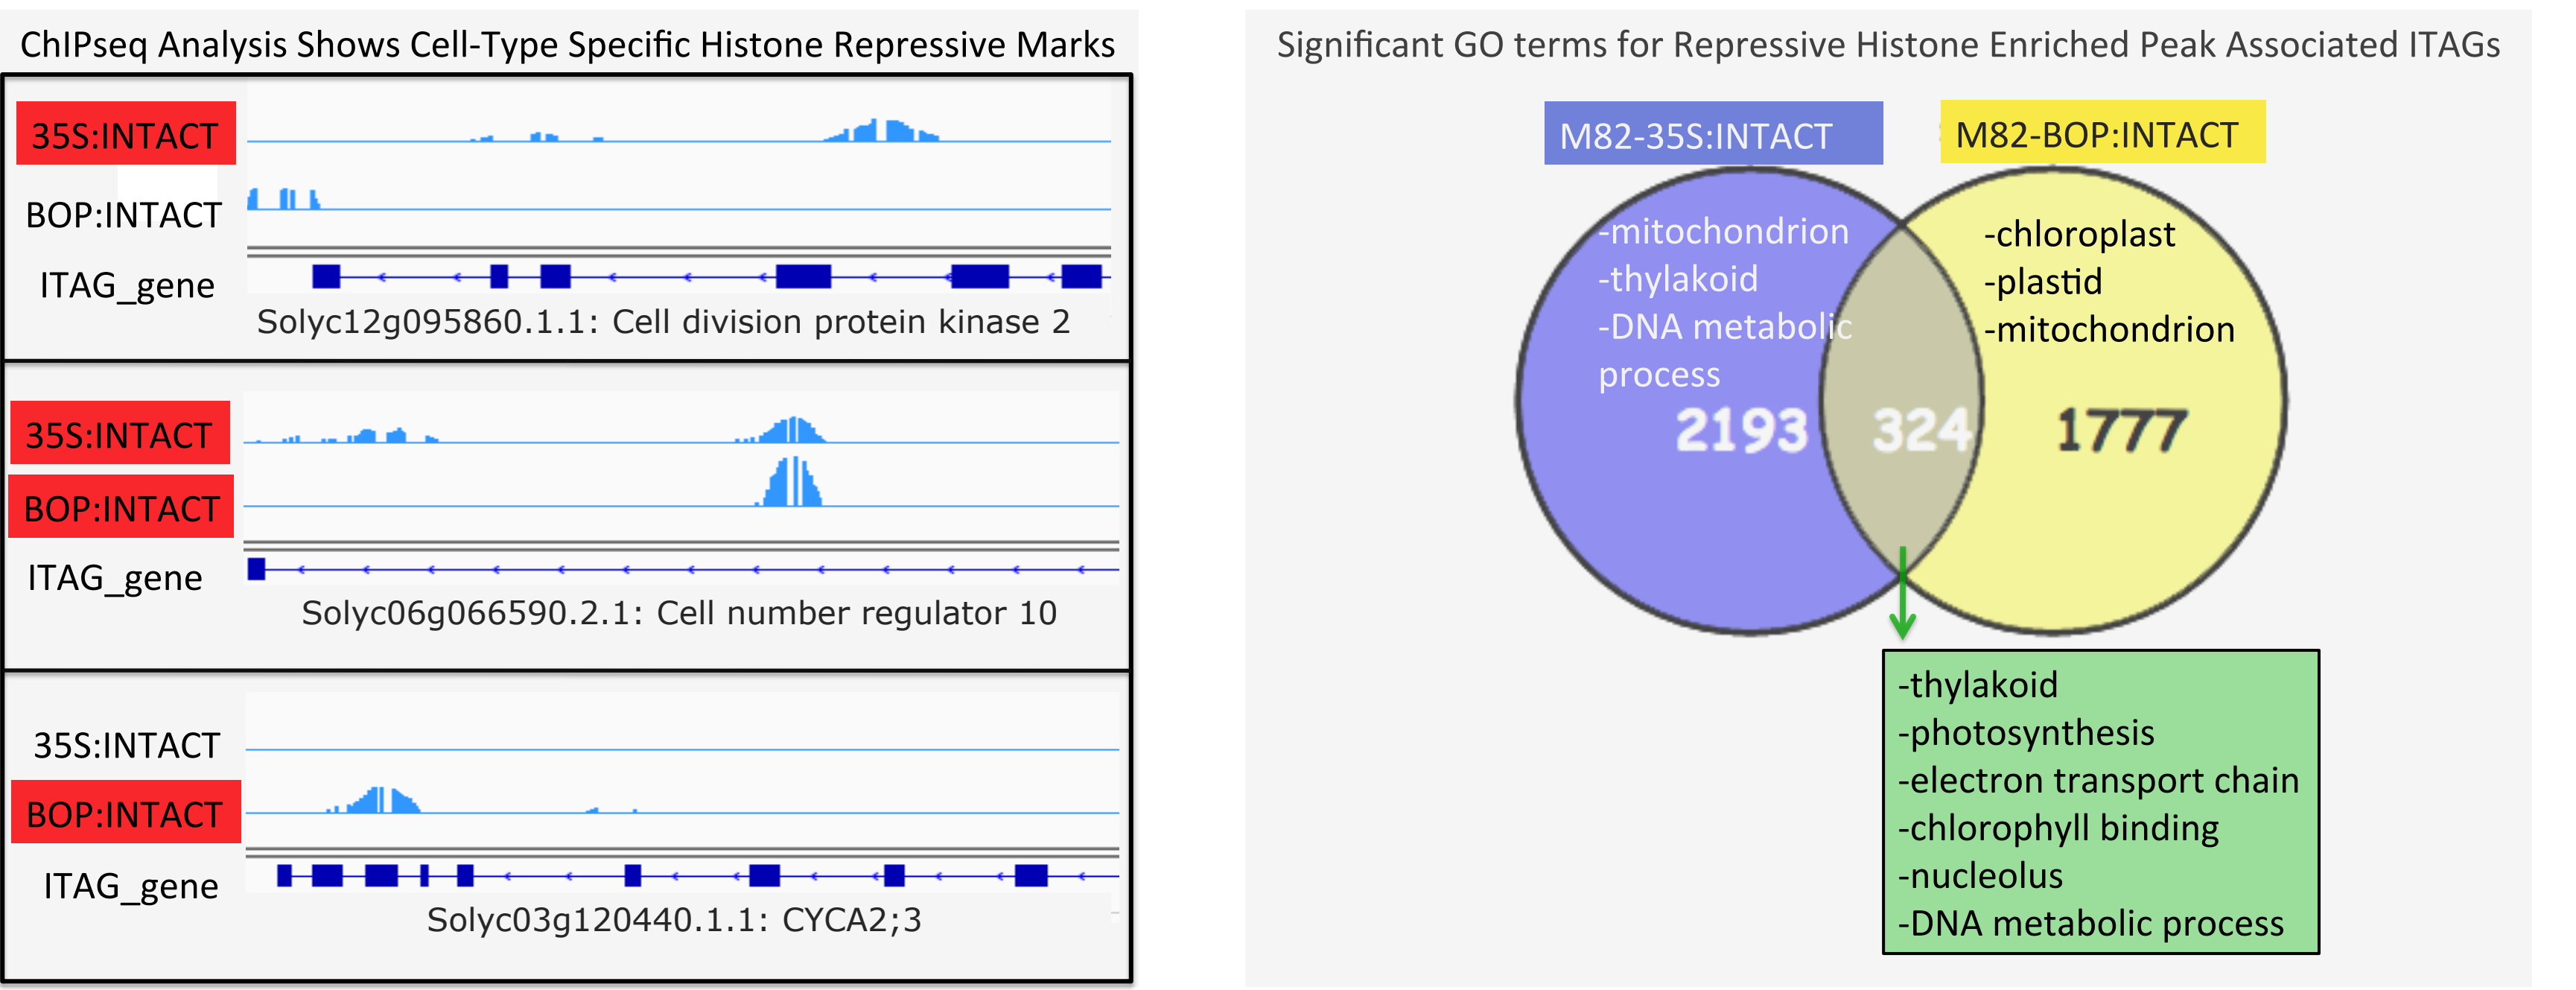 ChIPseq Analysis Shows Cell-Type Specific Histone Repressive Marks
35S:INTACT
BOP:INTACT
ITAG_gene
Solyc12g095860.1.1: Cell division protein kinase 2
35S:INTACT
BOP:INTACT
ITAG_gene
Solyc06g066590.2.1: Cell number regulator 10
35S:INTACT
BOP:INTACT
ITAG_gene
Solyc03g120440.1.1: CYCA2;3
Significant GO terms for Repressive Histone Enriched Peak Associated ITAGs
M82-35S:INTACT
M82-BOP:INTACT
-mitochondrion
-thylakoid
-DNA metabolic
process
2193
324
-chloroplast
-plastid
-mitochondrion
1777
-thylakoid
-photosynthesis
-electron transport chain
-chlorophyll binding
-nucleolus
-DNA metabolic process